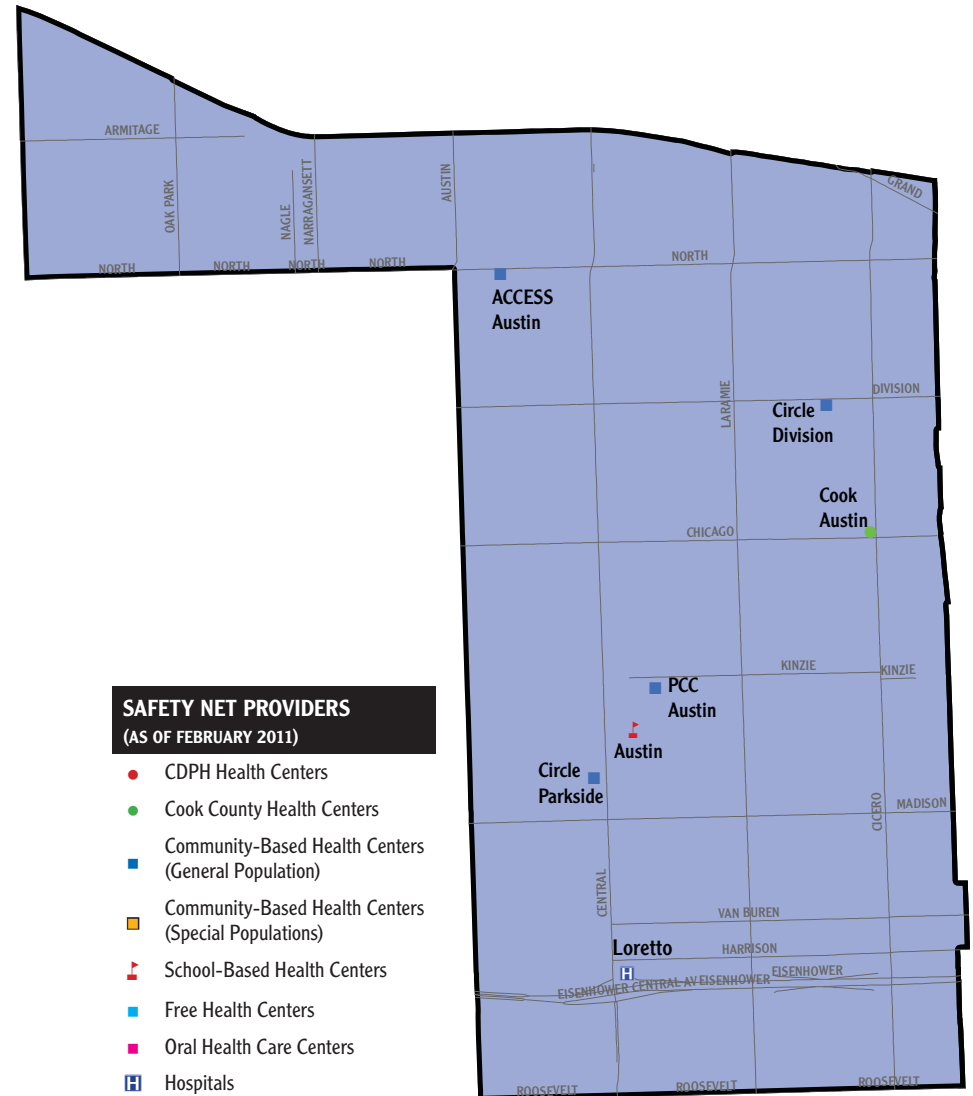 ARMITAGE
OAK PARK
NAGLE
NARRAGANSETT
AUSTIN
GRAND
NORTH
NORTH
NORTH
NORTH
NORTH
ACCESS
Austin
LARAMIE
DIVISION
Circle
Division
Cook
Austin
CHICAGO
KINZIE
KINZIE
PCC
Austin
Austin
Circle
Parkside
CICERO
MADISON
CENTRAL
VAN BUREN
Loretto
HARRISON
H
EISENHOWER CENTRAL AV EISENHOWER
EISENHOWER
ROOSEVELT
ROOSEVELT
ROOSEVELT
SAFETY NET PROVIDERS
(AS OF FEBRUARY 2011)
CDPH Health Centers
Cook County Health Centers
Community-Based Health Centers
(General Population)
Community-Based Health Centers
(Special Populations)
School-Based Health Centers
Free Health Centers
Oral Health Care Centers
H Hospitals